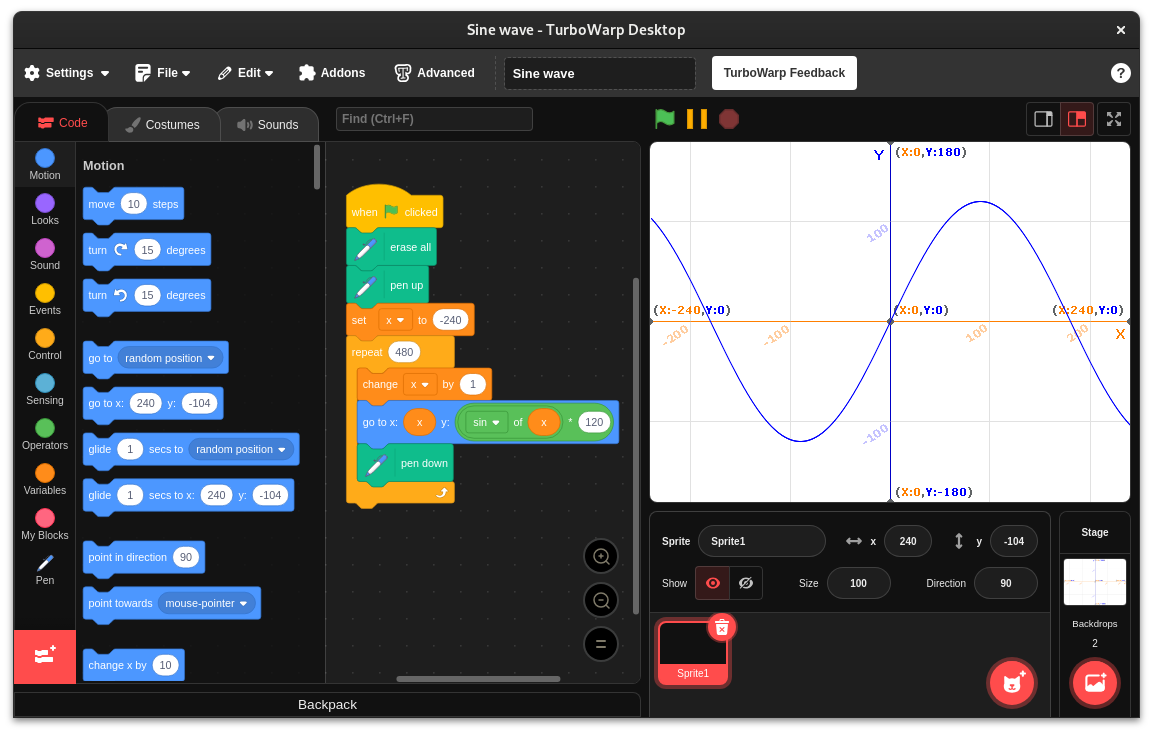 Sine wave - TurboWarp Desktop
Settings File Edit Addons Advanced Sine wave TurboWarp Feedback ?
Code Costumes Sounds Find (Ctrl+F)
Motion
Looks
Sound
Events
Control
Sensing
Operators
Variables
My Blocks
Pen
Motion
move 10 steps
turn 15 degrees
turn 15 degrees
go to random position
go to x: 240 y: -104
glide 1 secs to random position
glide 1 secs to x: 240 y: -104
point in direction 90
point towards mouse-pointer
change x by 10
when clicked
erase all
pen up
set x to -240
repeat 480
change x by 1
go to x: x y: sin of x * 120
pen down
Backpack
Y (X:0,Y:180)
100
(X:-240,Y:0) (X:0,Y:0) (X:240,Y:0)
-200 -100 100 200 X
-100
(X:0,Y:-180)
Sprite Sprite1 x 240 y -104
Show Size 100 Direction 90
Sprite1
Stage
Backdrops
2